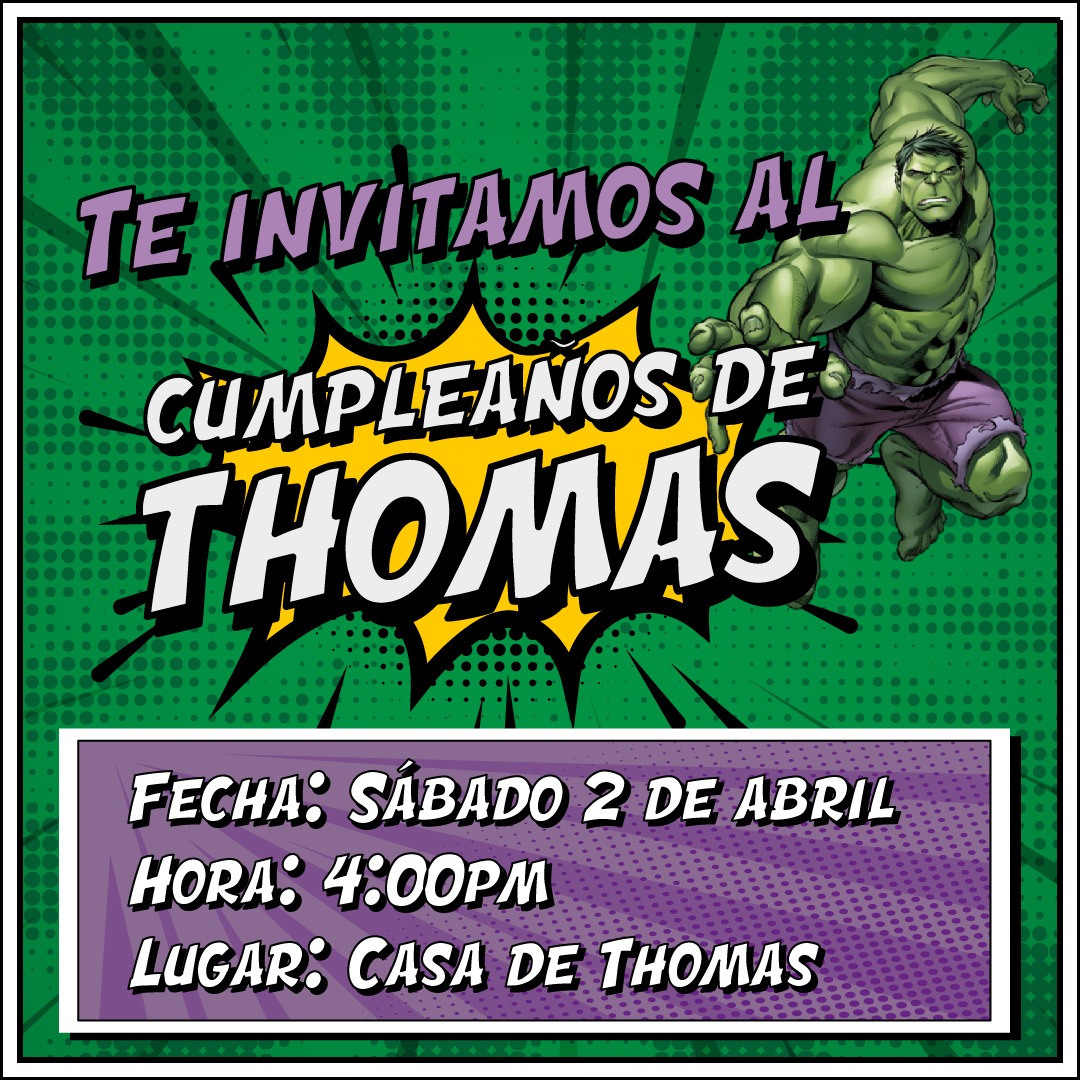 TE INVITAMOS AL
CUMPLEAÑOS DE
THOMAS
FECHA: SÁBADO 2 DE ABRIL
HORA: 4:00PM
LUGAR: CASA DE THOMAS